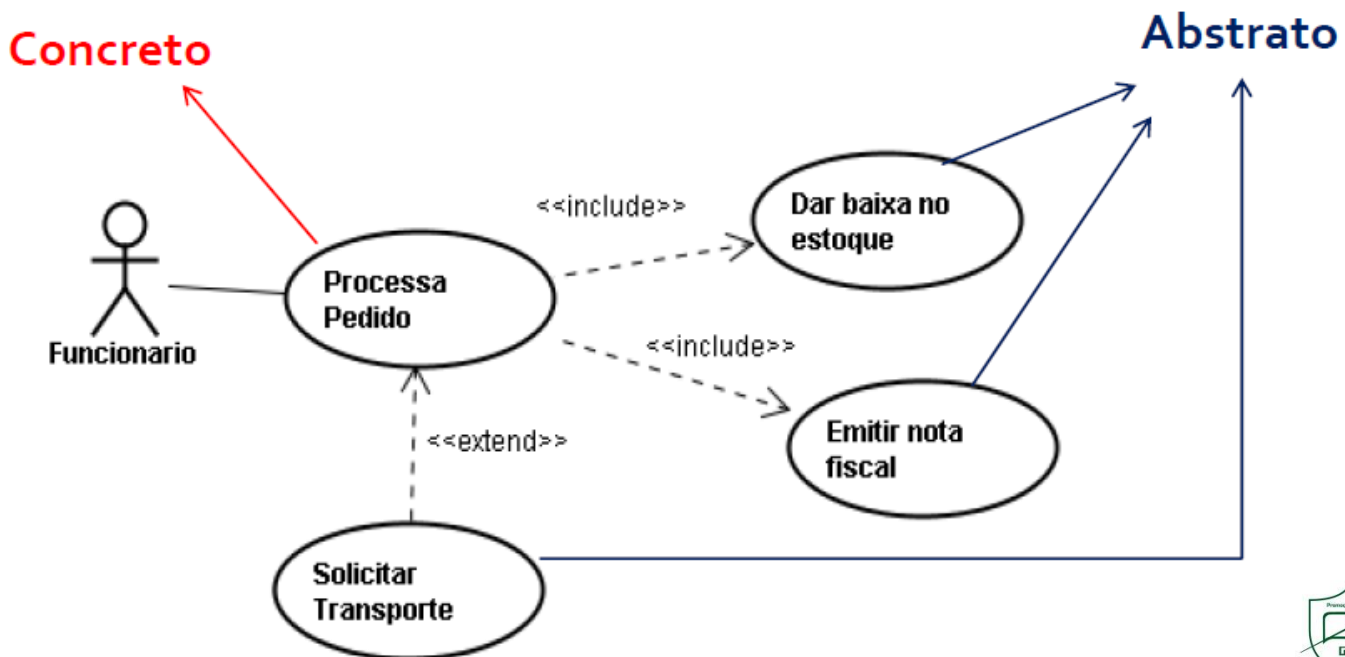 Concreto
Abstrato
<<include>>
Dar baixa no
estoque
Processa
Pedido
Funcionario
<<include>>
<<extend>>
Emitir nota
fiscal
Solicitar
Transporte